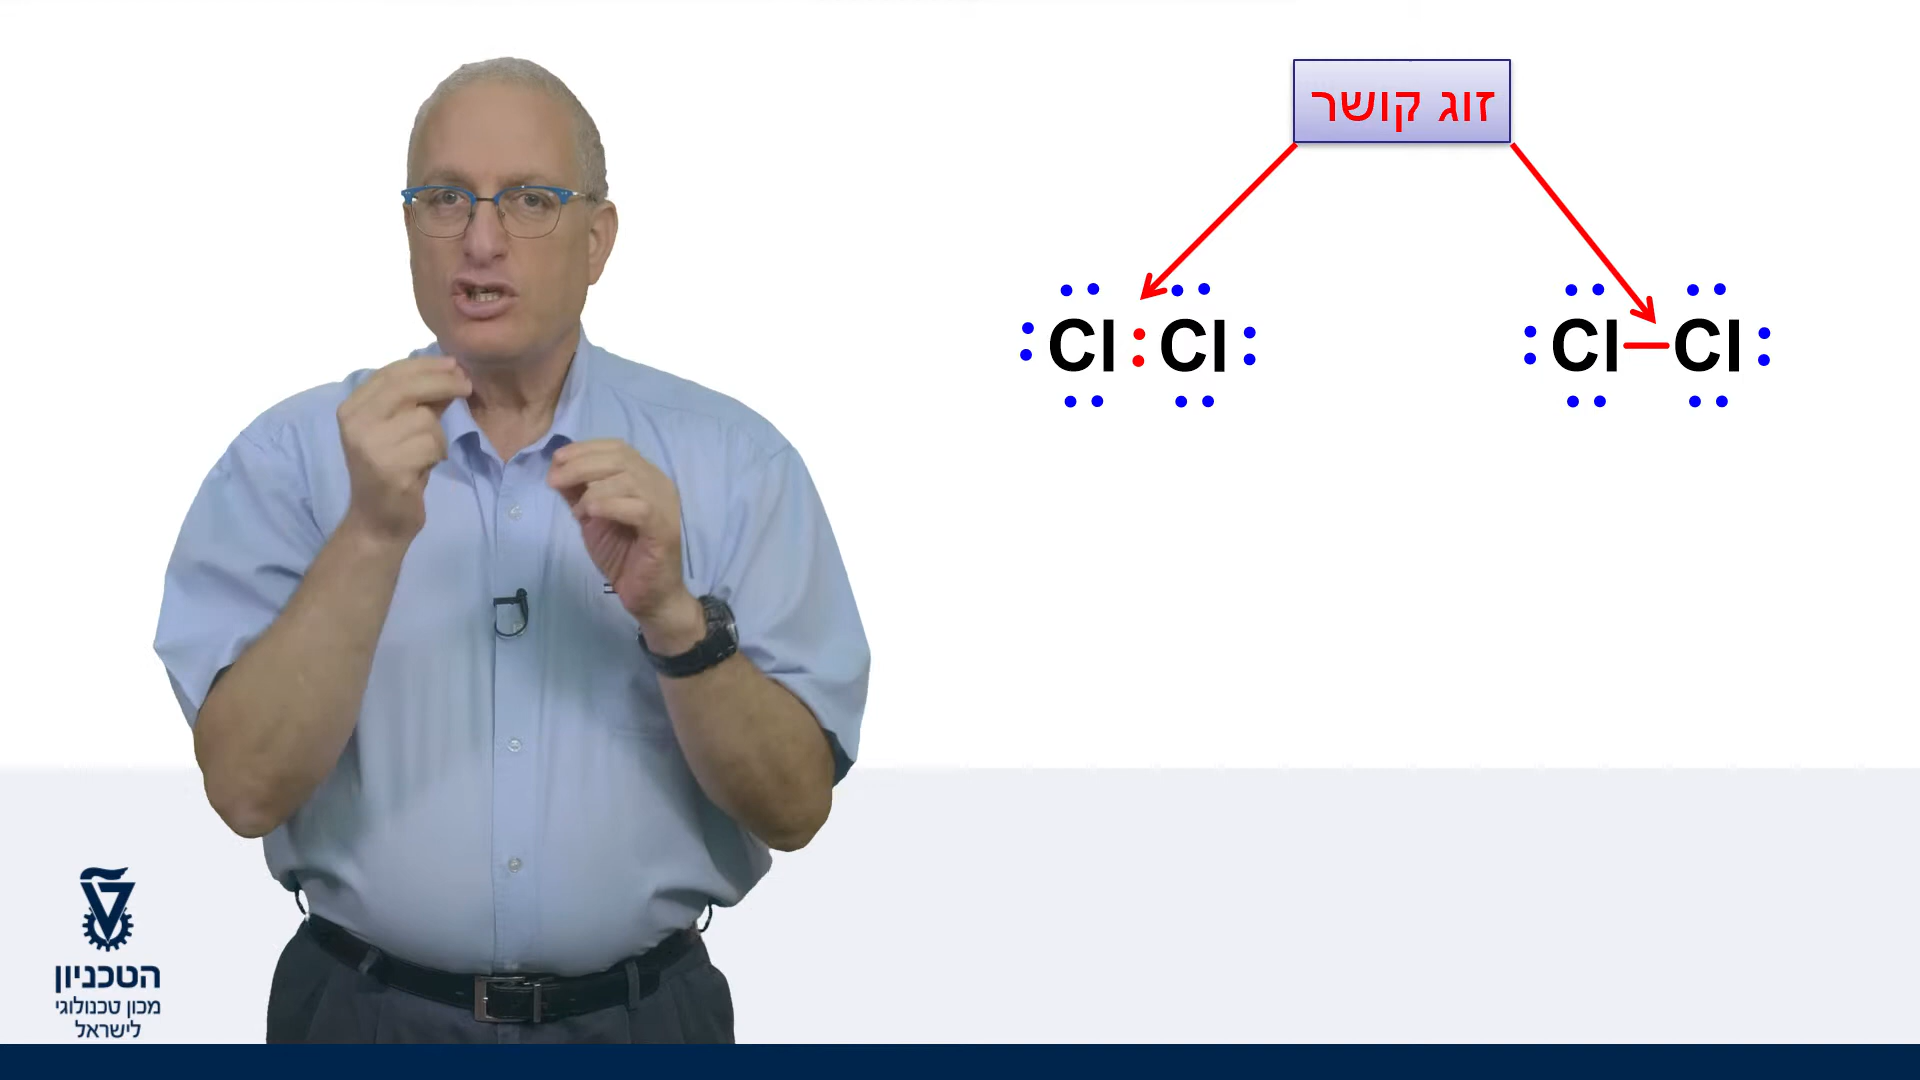 זוג קושר
Cl : Cl
Cl–Cl
הטכניון
מכון טכנולוגי
לישראל